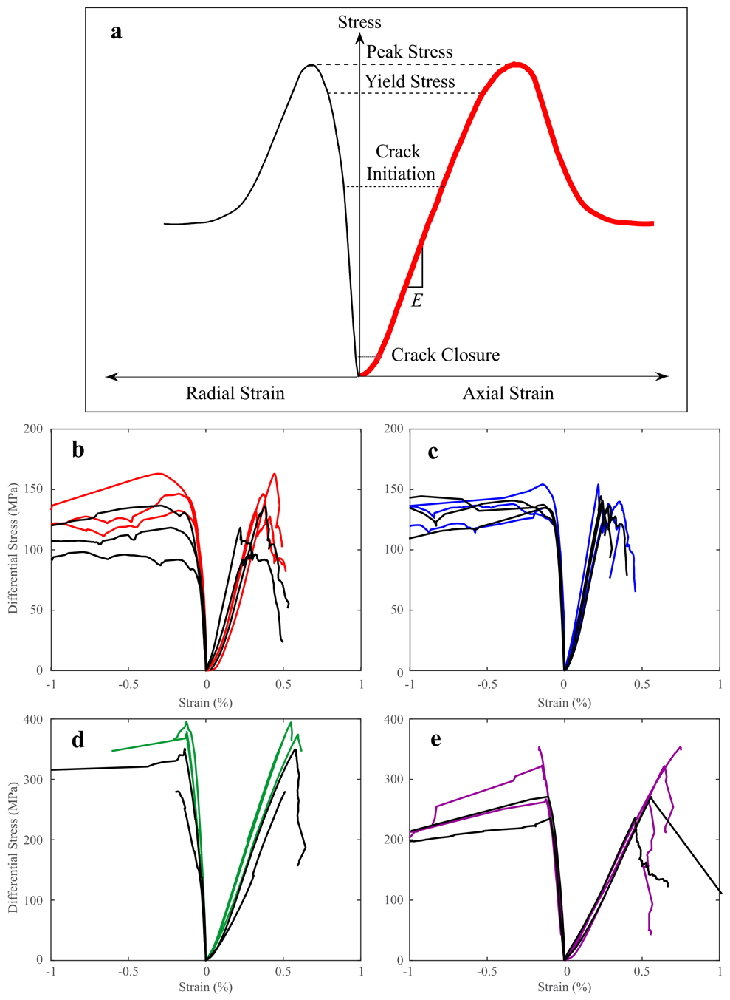 a
Stress
Peak Stress
Yield Stress
Crack
Initiation
E
Crack Closure
Radial Strain
Axial Strain
b
200
150
100
50
0
-1
-0.5
0
0.5
1
Differential Stress (MPa)
Strain (%)
c
200
150
100
50
0
-1
-0.5
0
0.5
1
Strain (%)
d
400
300
200
100
0
-1
-0.5
0
0.5
1
Differential Stress (MPa)
Strain (%)
e
400
300
200
100
0
-1
-0.5
0
0.5
1
Strain (%)